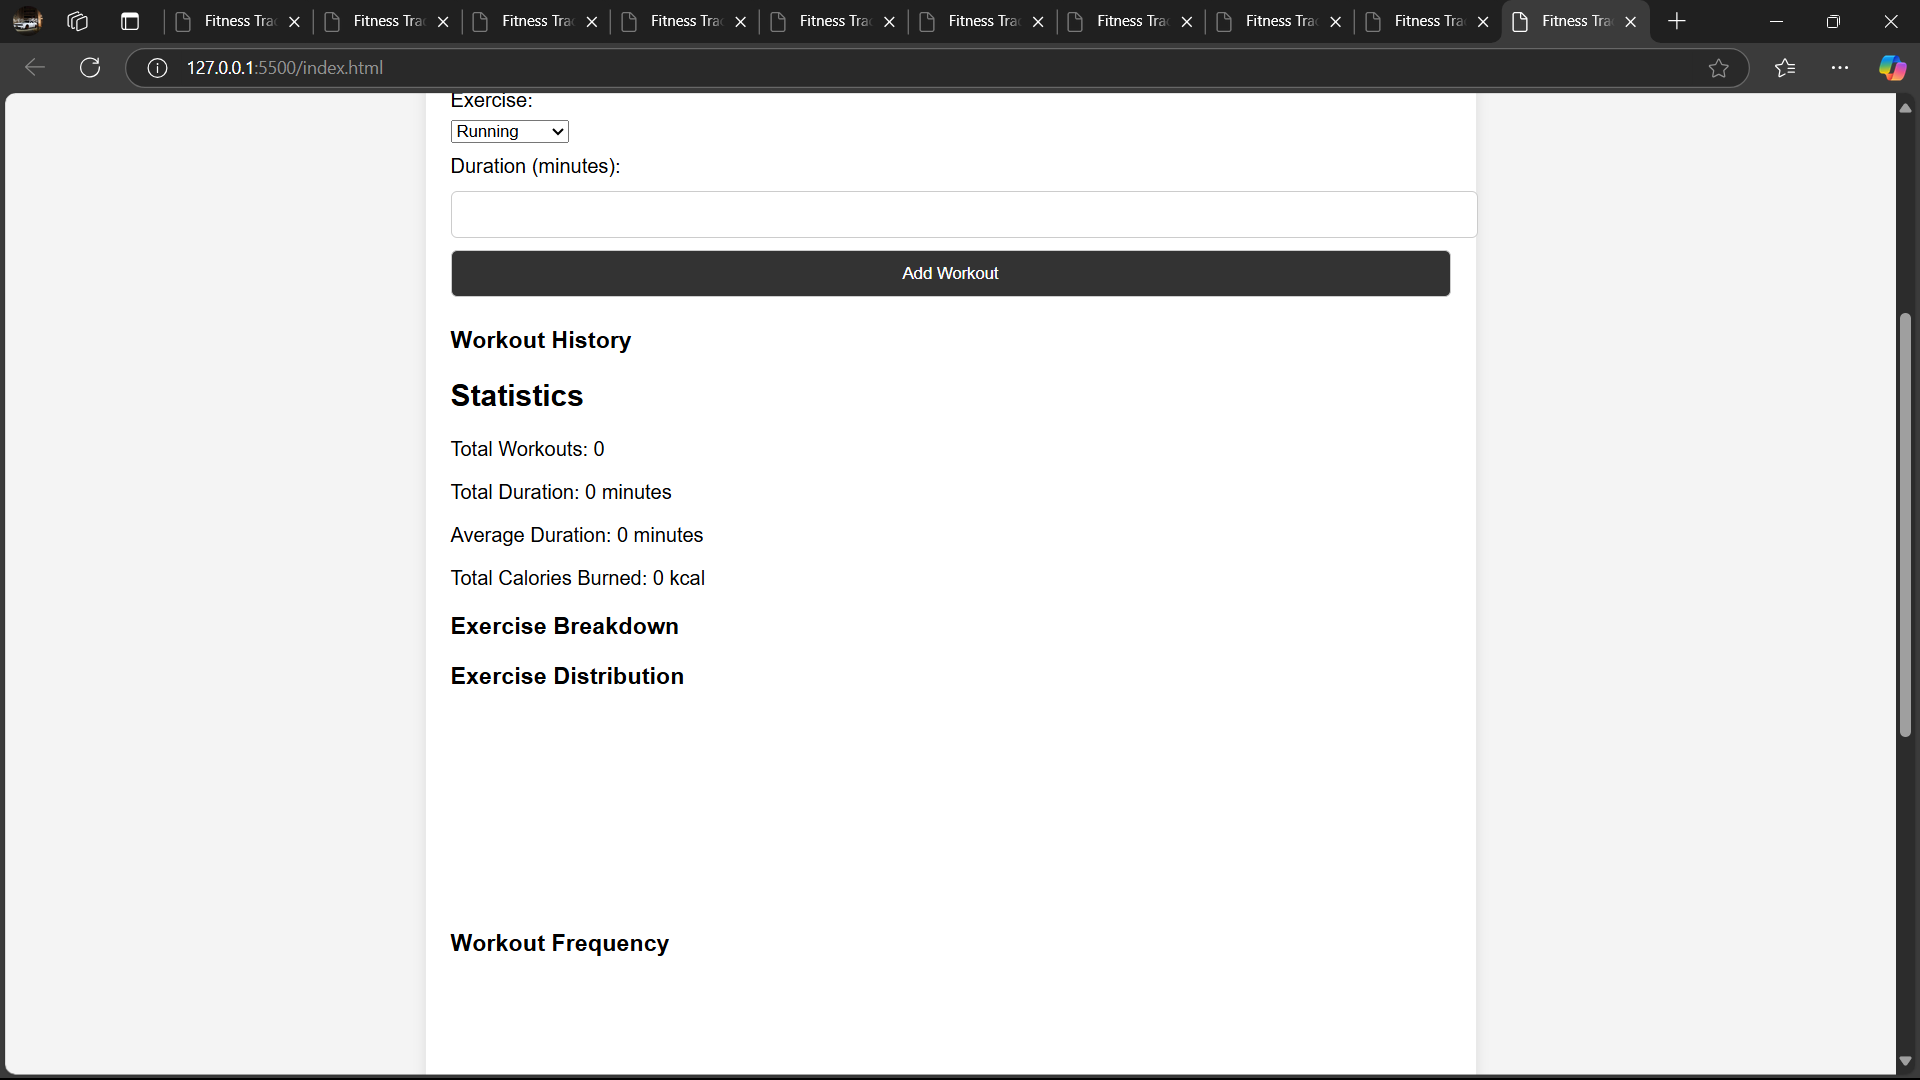 Fitness Tra Fitness Tra Fitness Tra Fitness Tra Fitness Tra Fitness Tra Fitness Tra Fitness Tra Fitness Tra Fitness Tra
127.0.0.1:5500/index.html
Exercise:
Running
Duration (minutes):
Add Workout
Workout History
Statistics
Total Workouts: 0
Total Duration: 0 minutes
Average Duration: 0 minutes
Total Calories Burned: 0 kcal
Exercise Breakdown
Exercise Distribution
Workout Frequency